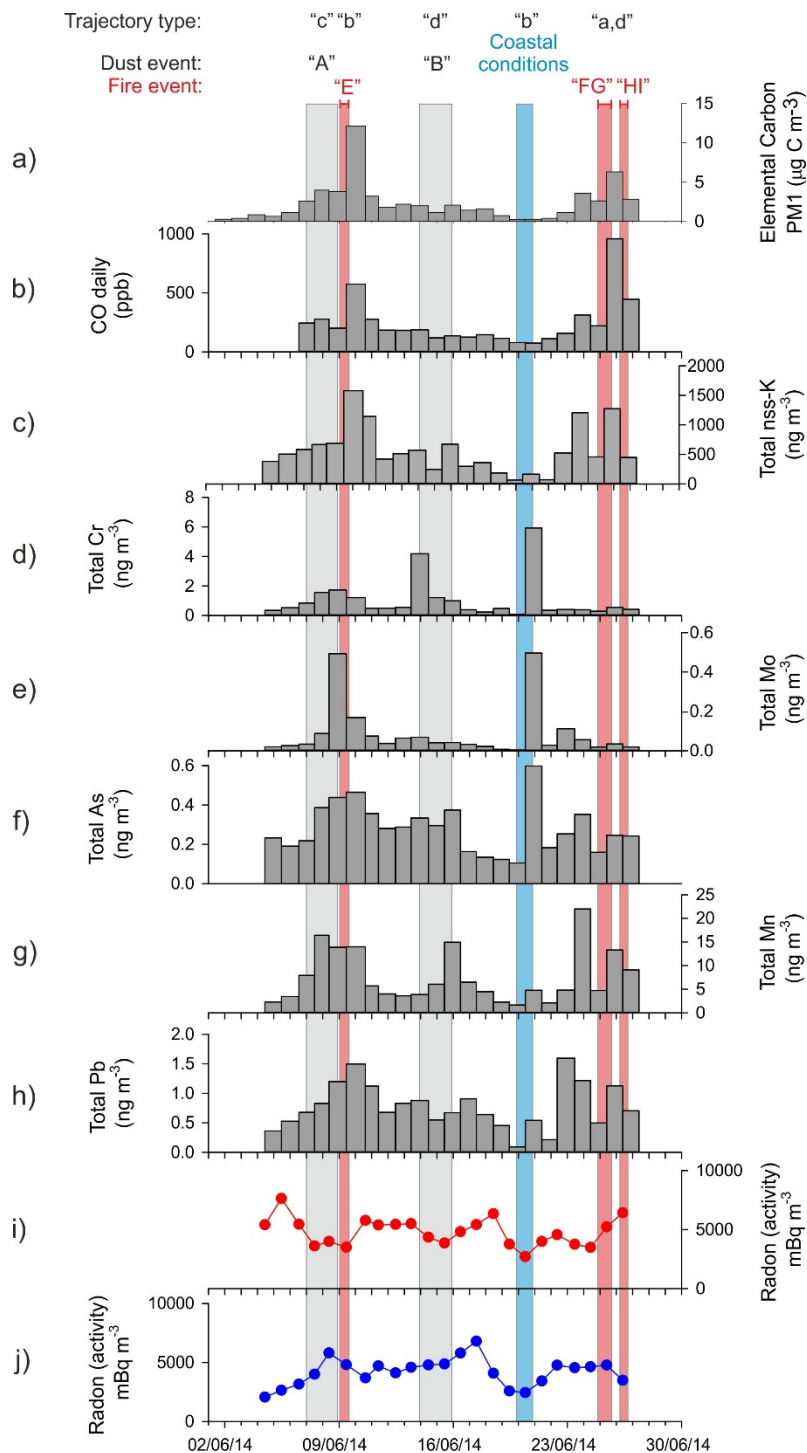 Trajectory type: “c” “b” “d” “b” “a,d”
Coastal conditions
Dust event: “A” “B”
Fire event: “E” “FG” “HI”
a)
15
10
5
0
Elemental Carbon
PM1 (µg C m-3)
b)
CO daily
(ppb)
1000
500
0
c)
2000
1500
1000
500
0
Total nss-K
(ng m-3)
d)
Total Cr
(ng m-3)
8
6
4
2
0
e)
0.6
0.4
0.2
0.0
Total Mo
(ng m-3)
f)
Total As
(ng m-3)
0.6
0.4
0.2
0.0
g)
25
20
15
10
5
0
Total Mn
(ng m-3)
h)
Total Pb
(ng m-3)
2.0
1.5
1.0
0.5
0.0
i)
10000
5000
0
Radon (activity)
mBq m-3
j)
Radon (activity)
mBq m-3
10000
5000
0
02/06/14 09/06/14 16/06/14 23/06/14 30/06/14